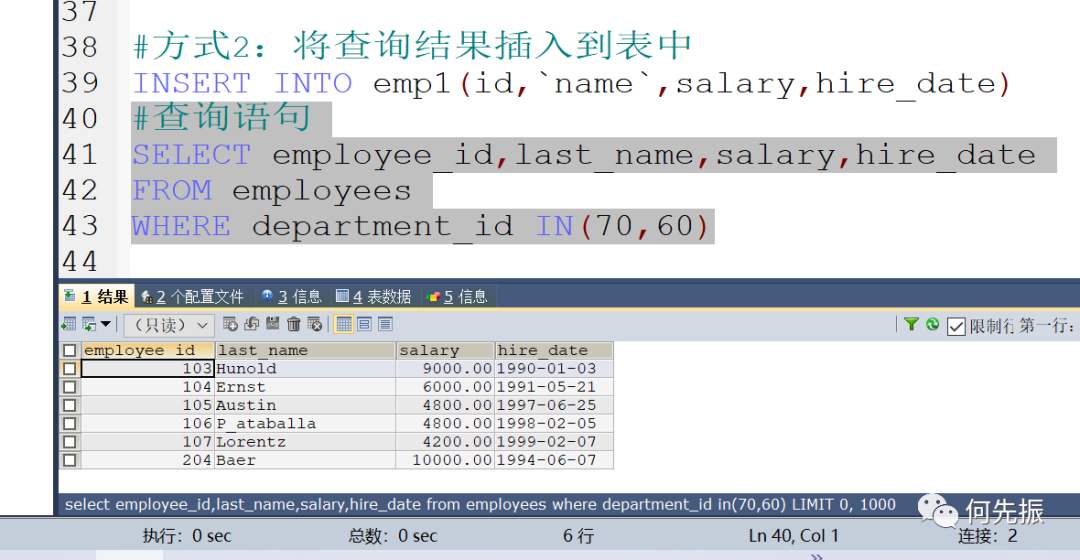 37
38 #方式2：将查询结果插入到表中
39 INSERT INTO emp1(id,`name`,salary,hire_date)
40 #查询语句
41 SELECT employee_id,last_name,salary,hire_date
42 FROM employees
43 WHERE department_id IN(70,60)
44
1 结果 2 个配置文件 3 信息 4 表数据 5 信息
（只读） 限制行 第一行:
employee_id last_name salary hire_date
103 Hunold 9000.00 1990-01-03
104 Ernst 6000.00 1991-05-21
105 Austin 4800.00 1997-06-25
106 P_ataballa 4800.00 1998-02-05
107 Lorentz 4200.00 1999-02-07
204 Baer 10000.00 1994-06-07
select employee_id,last_name,salary,hire_date from employees where department_id in(70,60) LIMIT 0, 1000
何先振
执行：0 sec 总数：0 sec 6 行 Ln 40, Col 1 连接：2